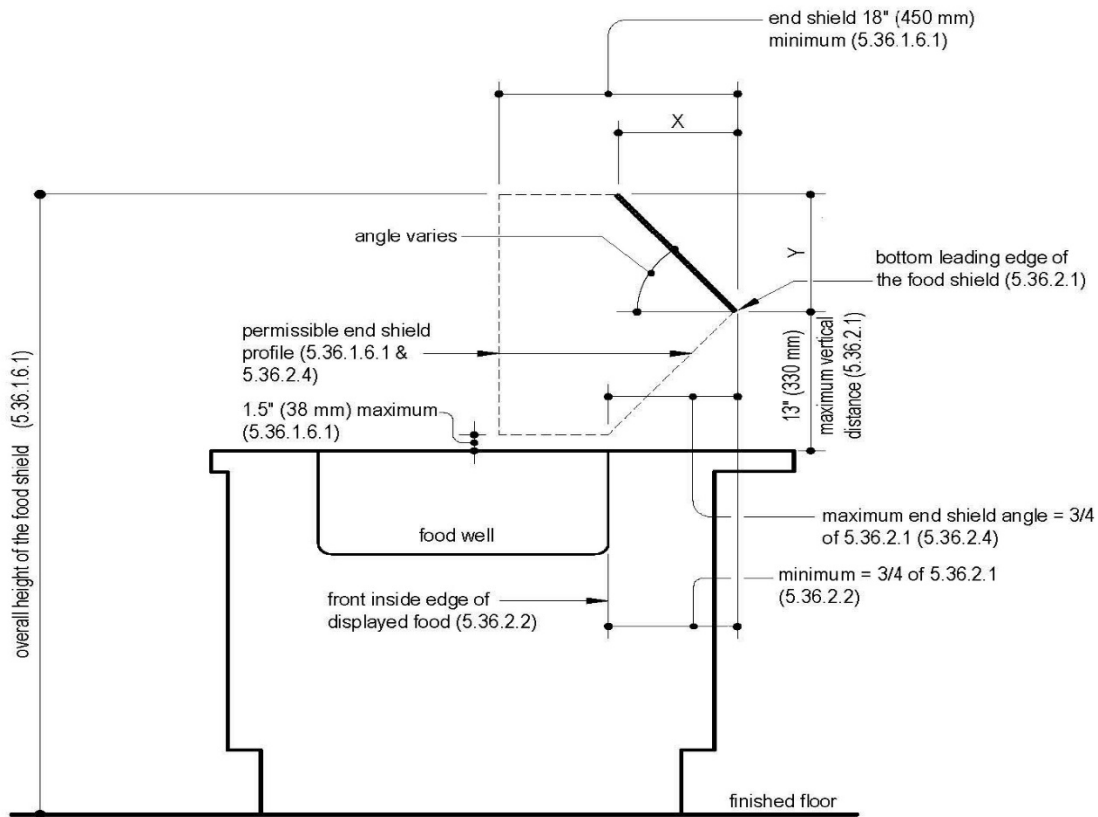 end shield 18" (450 mm)
minimum (5.36.1.6.1)
X
angle varies
Y
bottom leading edge of
the food shield (5.36.2.1)
permissible end shield
profile (5.36.1.6.1 &
5.36.2.4)
13" (330 mm)
maximum vertical
distance (5.36.2.1)
1.5" (38 mm) maximum
(5.36.1.6.1)
overall height of the food shield (5.36.1.6.1)
food well
maximum end shield angle = 3/4
of 5.36.2.1 (5.36.2.4)
minimum = 3/4 of 5.36.2.1
(5.36.2.2)
front inside edge of
displayed food (5.36.2.2)
finished floor